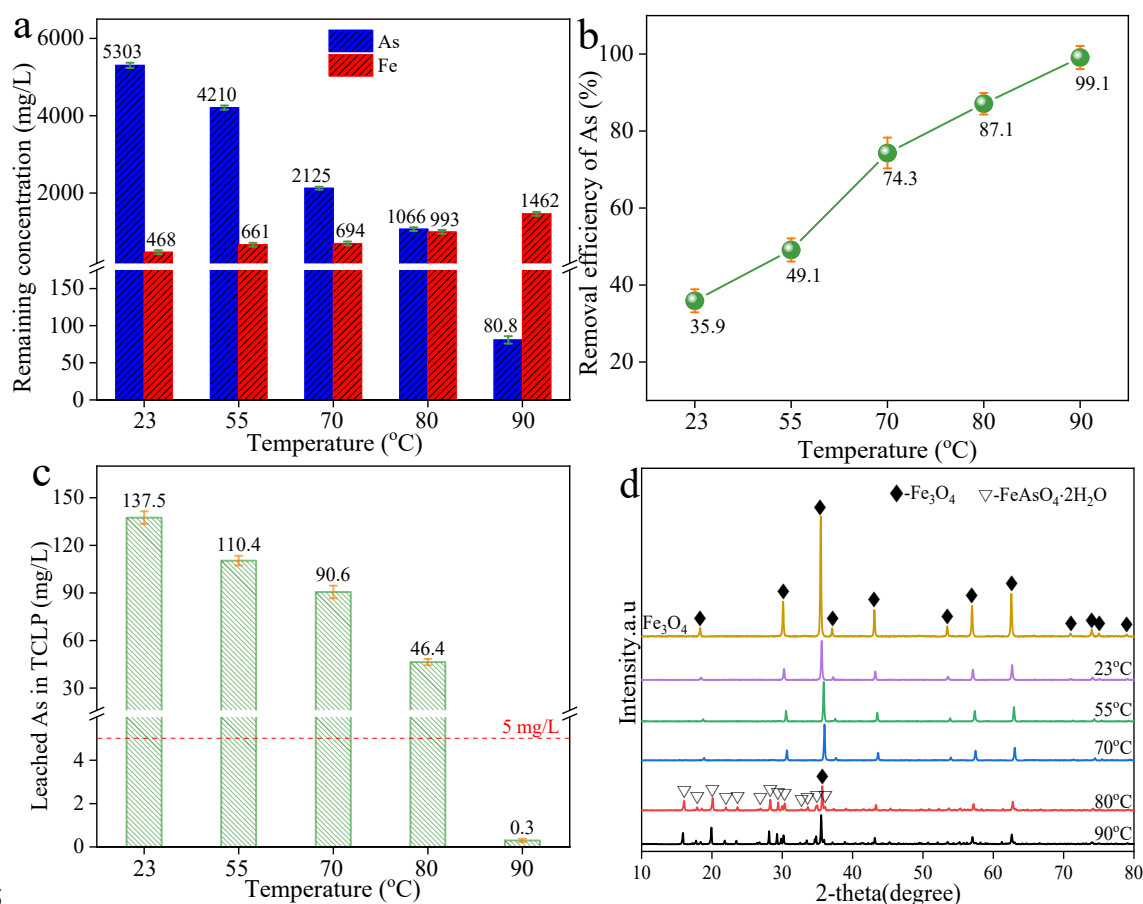 a
Remaining concentration (mg/L)
6000
4000
2000
150
100
50
0
As
Fe
5303
468
4210
661
2125
694
1066
993
80.8
1462
23
55
70
80
90
Temperature (°C)
b
Removal efficiency of As (%)
100
80
60
40
20
35.9
49.1
74.3
87.1
99.1
23
55
70
80
90
Temperature (°C)
c
Leached As in TCLP (mg/L)
150
120
90
60
30
4
2
0
137.5
110.4
90.6
46.4
0.3
5 mg/L
23
55
70
80
90
Temperature (°C)
d
Intensity.a.u
◆-Fe₃O₄
▽-FeAsO₄·2H₂O
Fe₃O₄
23°C
55°C
70°C
80°C
90°C
10
20
30
40
50
60
70
80
2-theta(degree)